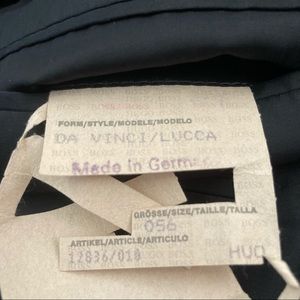 FORM/STYLE/MODELE/MODELO
DA VINCI/LUCCA
Made in Germ
GRÖSSE/SIZE/TAILLE/TALLA
056
ARTIKEL/ARTICLE/ARTICULO
12836/010
HUG